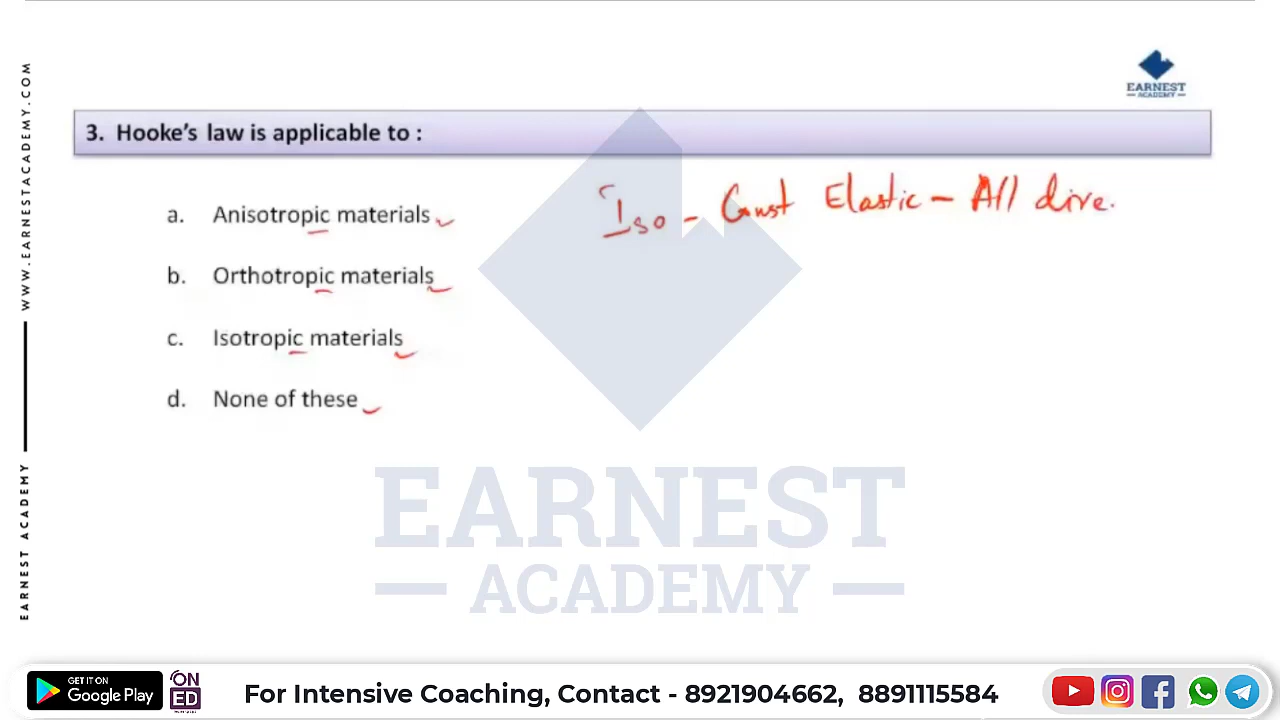 EARNEST
ACADEMY
WWW.EARNESTACADEMY.COM
3. Hooke's law is applicable to :
Iso - Const Elastic - All dire.
a. Anisotropic materials
b. Orthotropic materials
c. Isotropic materials
d. None of these
EARNEST
ACADEMY
EARNEST ACADEMY
GET IT ON
Google Play
ON
ED
For Intensive Coaching, Contact - 8921904662, 8891115584